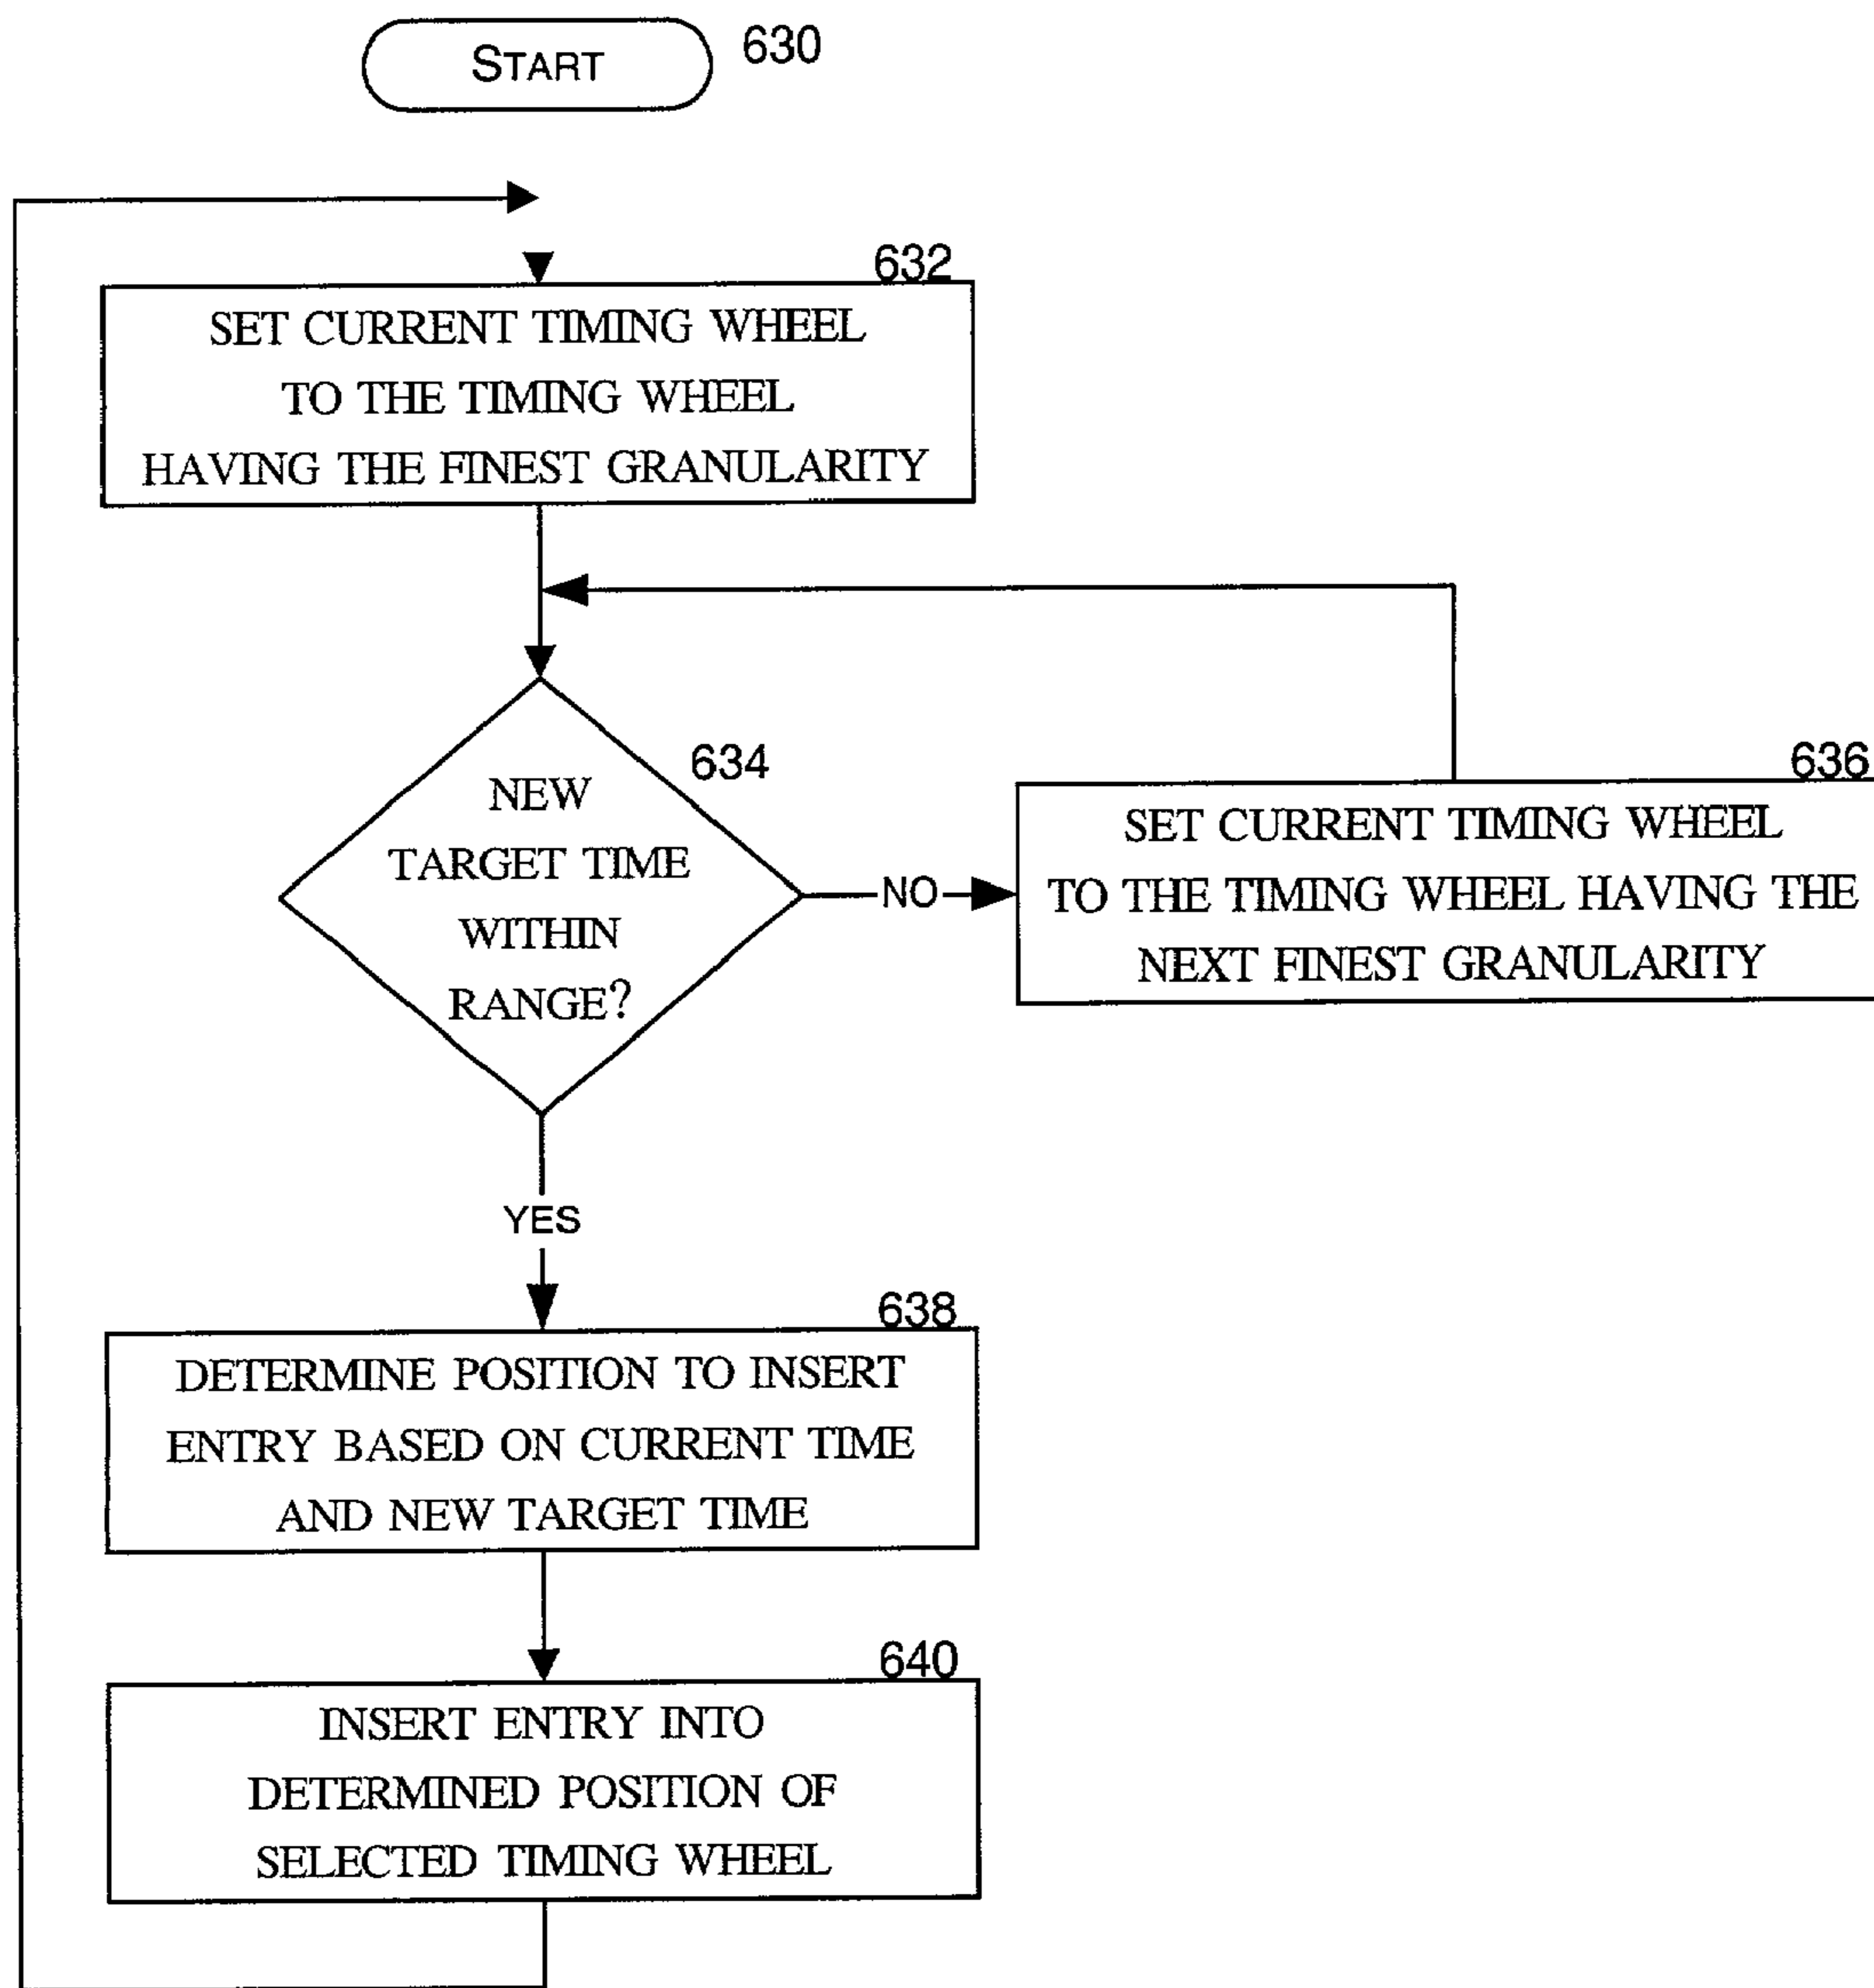 START
630
632
SET CURRENT TIMING WHEEL
TO THE TIMING WHEEL
HAVING THE FINEST GRANULARITY
634
NEW
TARGET TIME
WITHIN
RANGE?
NO
636
SET CURRENT TIMING WHEEL
TO THE TIMING WHEEL HAVING THE
NEXT FINEST GRANULARITY
YES
638
DETERMINE POSITION TO INSERT
ENTRY BASED ON CURRENT TIME
AND NEW TARGET TIME
640
INSERT ENTRY INTO
DETERMINED POSITION OF
SELECTED TIMING WHEEL